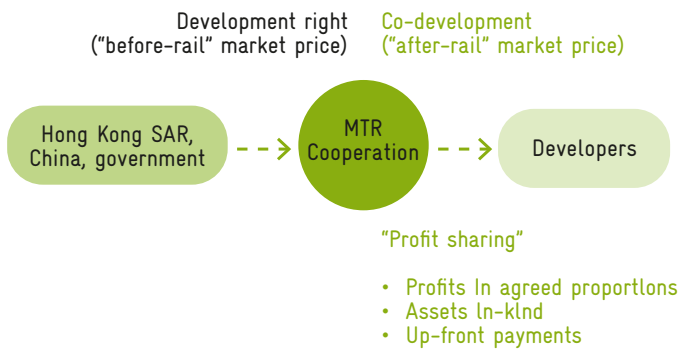 Development right
("before-rail" market price)
Co-development
("after-rail" market price)
Hong Kong SAR,
China, government
MTR
Cooperation
Developers
"Profit sharing"
• Profits In agreed proportlons
• Assets ln-klnd
• Up-front payments